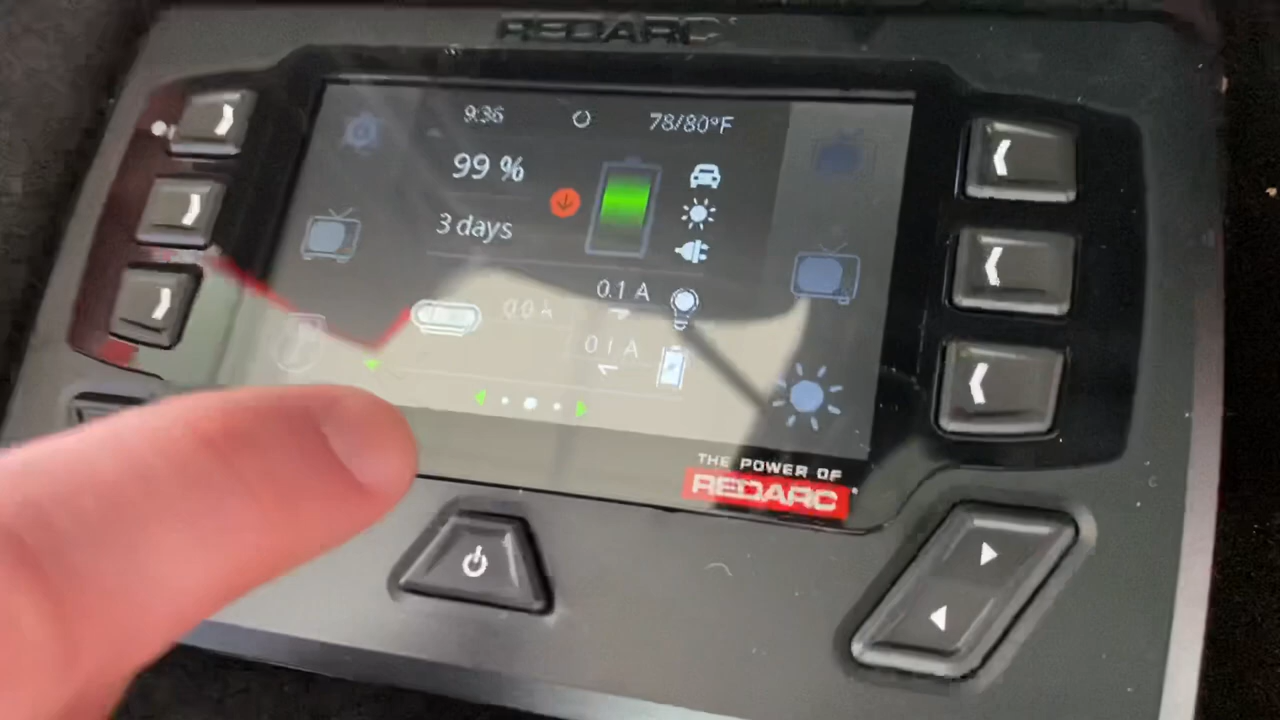 REDARC
9:36
78/80°F
99 %
3 days
0.1 A
0.0 A
0.1 A
THE POWER OF
REDARC